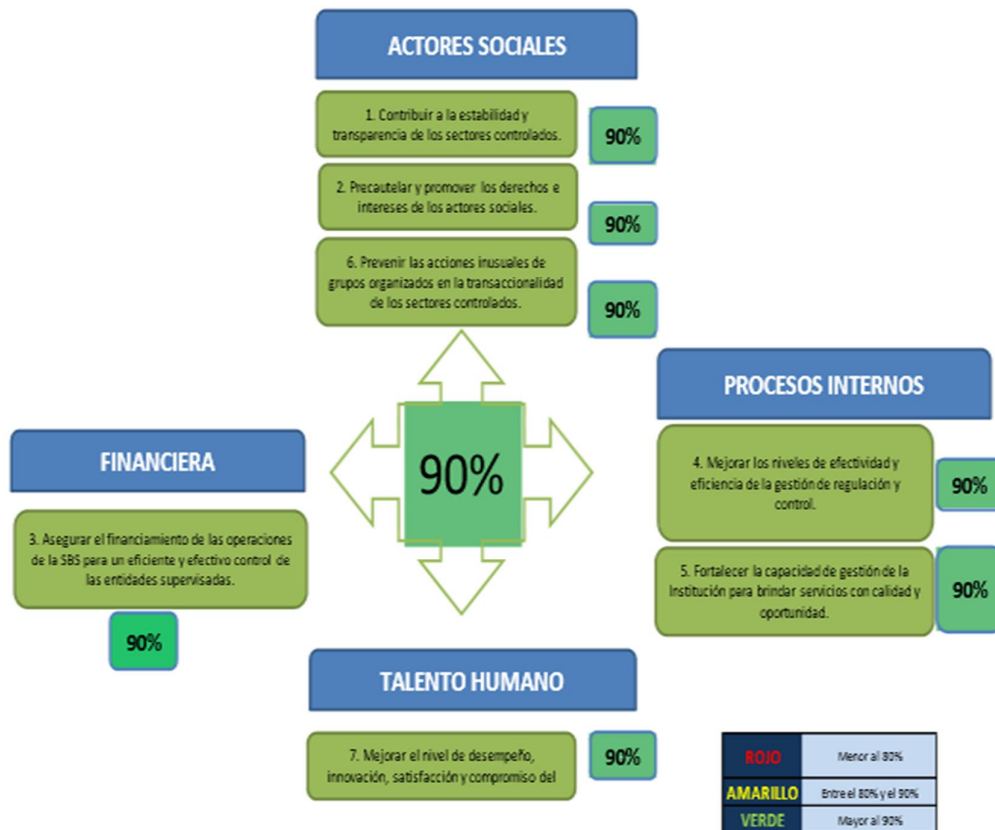 ACTORES SOCIALES
1. Contribuir a la estabilidad y
transparencia de los sectores controlados.
90%
2. Precautelar y promover los derechos e
intereses de los actores sociales.
90%
6. Prevenir las acciones inusuales de
grupos organizados en la transaccionalidad
de los sectores controlados.
90%
90%
FINANCIERA
3. Asegurar el financiamiento de las operaciones
de la SBS para un eficiente y efectivo control de
las entidades supervisadas.
90%
PROCESOS INTERNOS
4. Mejorar los niveles de efectividad y
eficiencia de la gestión de regulación y
control.
90%
5. Fortalecer la capacidad de gestión de la
Institución para brindar servicios con calidad y
oportunidad.
90%
TALENTO HUMANO
7. Mejorar el nivel de desempeño,
innovación, satisfacción y compromiso del
90%
ROJO Menor al 80%
AMARILLO Entre el 80% y el 90%
VERDE Mayor al 90%